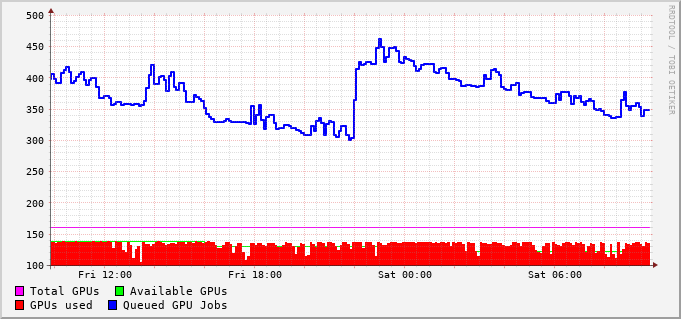 500
450
400
350
300
250
200
150
100
Fri 12:00 Fri 18:00 Sat 00:00 Sat 06:00
Total GPUs Available GPUs
GPUs used Queued GPU Jobs
RRDTOOL / TOBI OETIKER